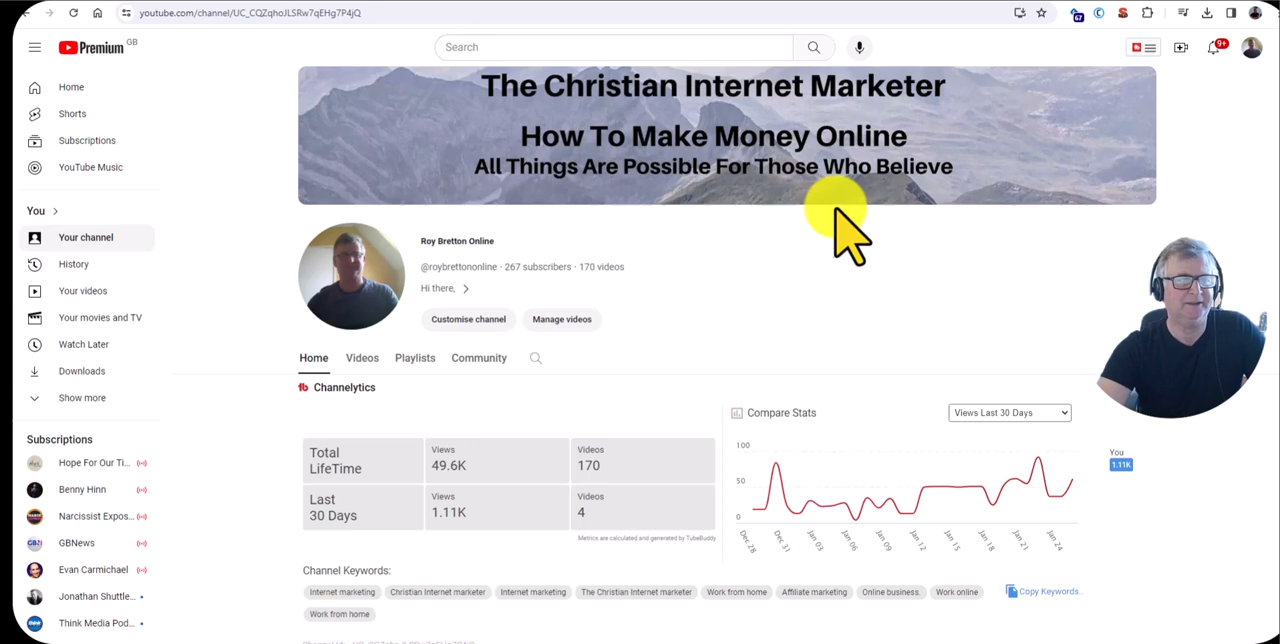 youtube.com/channel/UC_CQZqhoJLSRw7qEHg7P4jQ
67
Premium GB
Search
9+
Home
Shorts
Subscriptions
YouTube Music
You
Your channel
History
Your videos
Your movies and TV
Watch Later
Downloads
Show more
Subscriptions
Hope For Our Ti...
Benny Hinn
Narcissist Expos...
GBNews
Evan Carmichael
Jonathan Shuttle...
Think Media Pod...
The Christian Internet Marketer
How To Make Money Online
All Things Are Possible For Those Who Believe
Roy Bretton Online
@roybrettononline · 267 subscribers · 170 videos
Hi there,
Customise channel Manage videos
Home Videos Playlists Community
tb Channelytics
Total LifeTime
Views 49.6K
Videos 170
Last 30 Days
Views 1.11K
Videos 4
Metrics are calculated and generated by TubeBuddy
Compare Stats
Views Last 30 Days
100
50
0
Dec 28 Dec 31 Jan 03 Jan 06 Jan 09 Jan 12 Jan 15 Jan 18 Jan 21 Jan 24
You
1.11K
Channel Keywords:
Internet marketing Christian Internet marketer Internet marketing The Christian Internet Marketer Work from home Affiliate marketing Online business. Work online
Copy Keywords..
Work from home